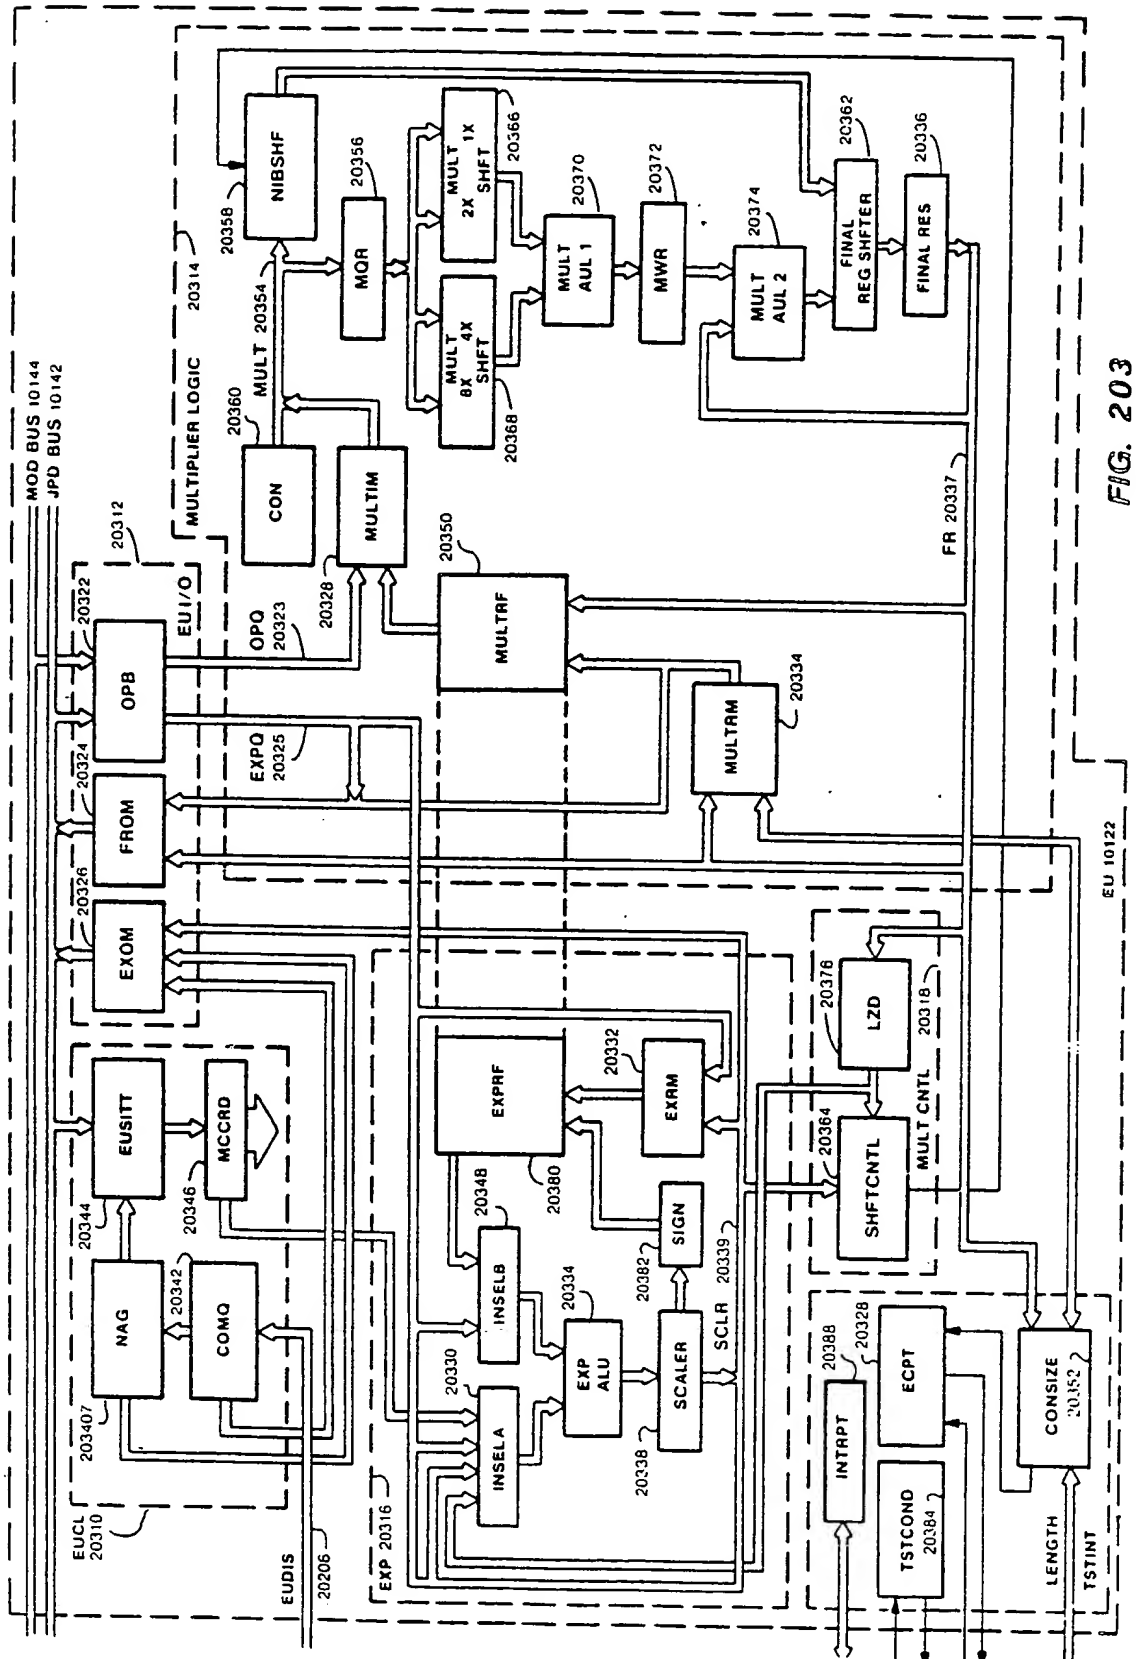 MOD BUS 10144
JPD BUS 10142
EUCL
20310
203407
NAG
20344
EUSITT
20342
COMQ
20346
MCCRD
EUDIS
20206
20326
EXOM
20324
FROM
20322
OPB
20312
EU I/O
EXPQ
20325
OPQ
20323
MULTIPLIER LOGIC
20314
20360
CON
MULT 20354
20358
NIBSHF
20328
MULTIM
MQR
20356
MULT
8X 4X
SHFT
20368
MULT
2X 1X
SHFT
20366
20350
MULTRF
MULT
AUL 1
20370
MWR
20372
MULT
AUL 2
20374
FINAL
REG SHFTER
20362
FINAL RES
20336
FR 20337
MULTRM
20334
EXP 20316
20330
INSELA
20348
INSELB
EXPRF
20380
20332
EXRM
EXP
ALU
20334
20338
SCALER
20382
SIGN
SCLR
20339
20364
SHFTCNTL
20376
LZD
MULT CNTL
20318
INTRPT
20388
TSTCOND
20384
ECPT
20328
CONSIZE
20352
LENGTH
TSTINT
EU 10122
FIG. 203